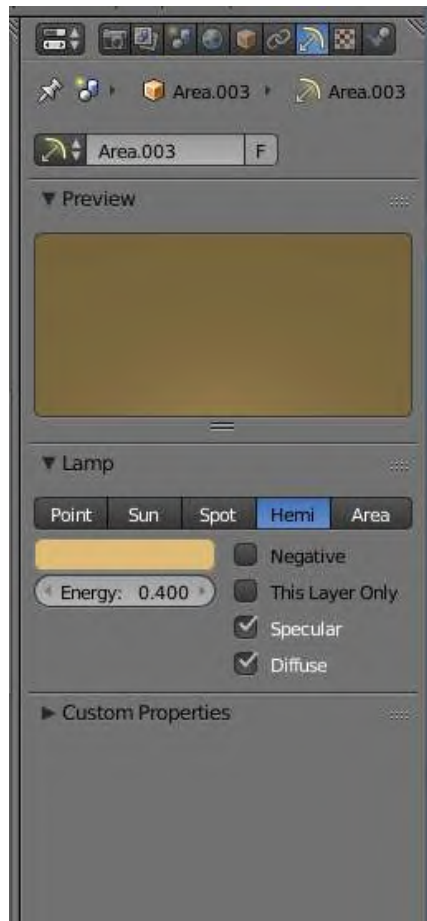 Area.003 Area.003
Area.003 F
Preview
Lamp
Point Sun Spot Hemi Area
Negative
Energy: 0.400 This Layer Only
Specular
Diffuse
Custom Properties